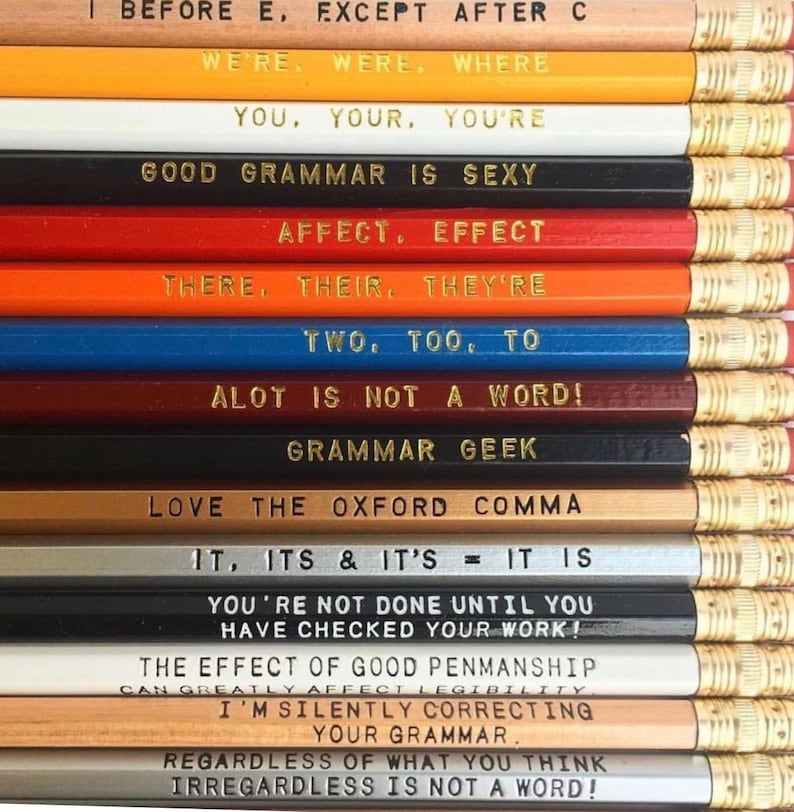 I BEFORE E, EXCEPT AFTER C
WE'RE, WERE, WHERE
YOU, YOUR, YOU'RE
GOOD GRAMMAR IS SEXY
AFFECT, EFFECT
THERE, THEIR, THEY'RE
TWO, TOO, TO
ALOT IS NOT A WORD!
GRAMMAR GEEK
LOVE THE OXFORD COMMA
IT, ITS & IT'S = IT IS
YOU'RE NOT DONE UNTIL YOU
HAVE CHECKED YOUR WORK!
THE EFFECT OF GOOD PENMANSHIP
CAN GREATLY AFFECT LEGIBILITY.
I'M SILENTLY CORRECTING
YOUR GRAMMAR.
REGARDLESS OF WHAT YOU THINK
IRREGARDLESS IS NOT A WORD!